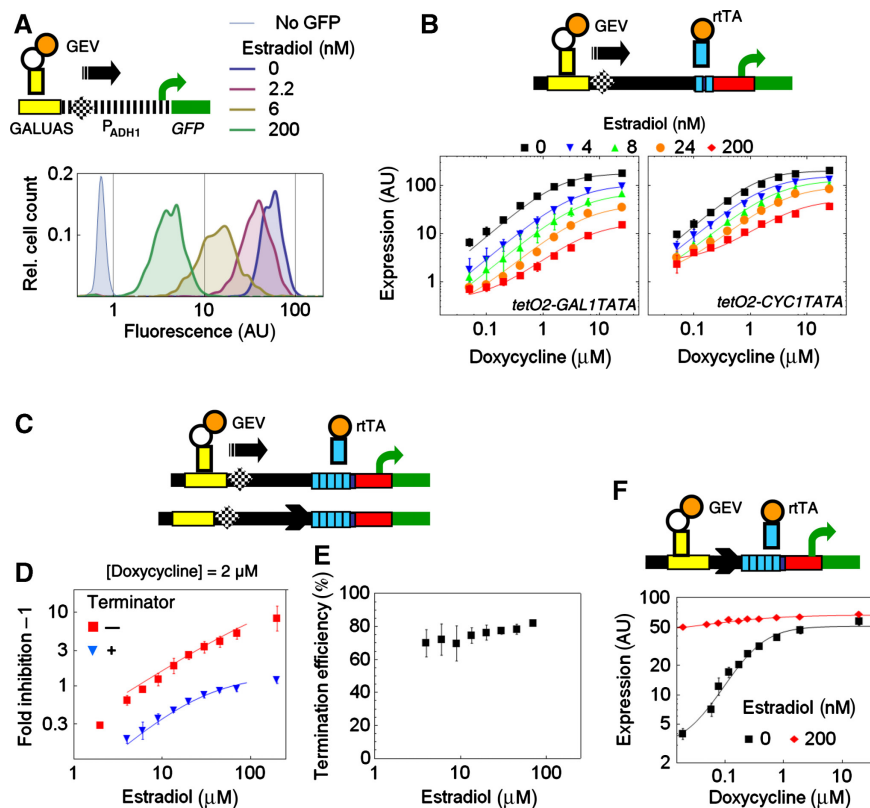 A
GEV
GALUAS
PADH1
GFP
No GFP
Estradiol (nM)
0
2.2
6
200
Rel. cell count
0.2
0.1
1
10
100
Fluorescence (AU)
B
GEV
rtTA
Estradiol (nM)
0 4 8 24 200
Expression (AU)
100
10
1
tetO2-GAL1TATA
tetO2-CYC1TATA
0.1 1 10
0.1 1 10
Doxycycline (μM)
Doxycycline (μM)
C
GEV
rtTA
D
[Doxycycline] = 2 μM
Fold inhibition –1
10
3
1
0.3
Terminator
–
+
1
10
100
Estradiol (μM)
E
Termination efficiency (%)
100
80
60
40
20
0
1
10
100
Estradiol (μM)
F
GEV
rtTA
Expression (AU)
100
50
20
10
5
2
Estradiol (nM)
0 200
0.1 1 10
Doxycycline (μM)